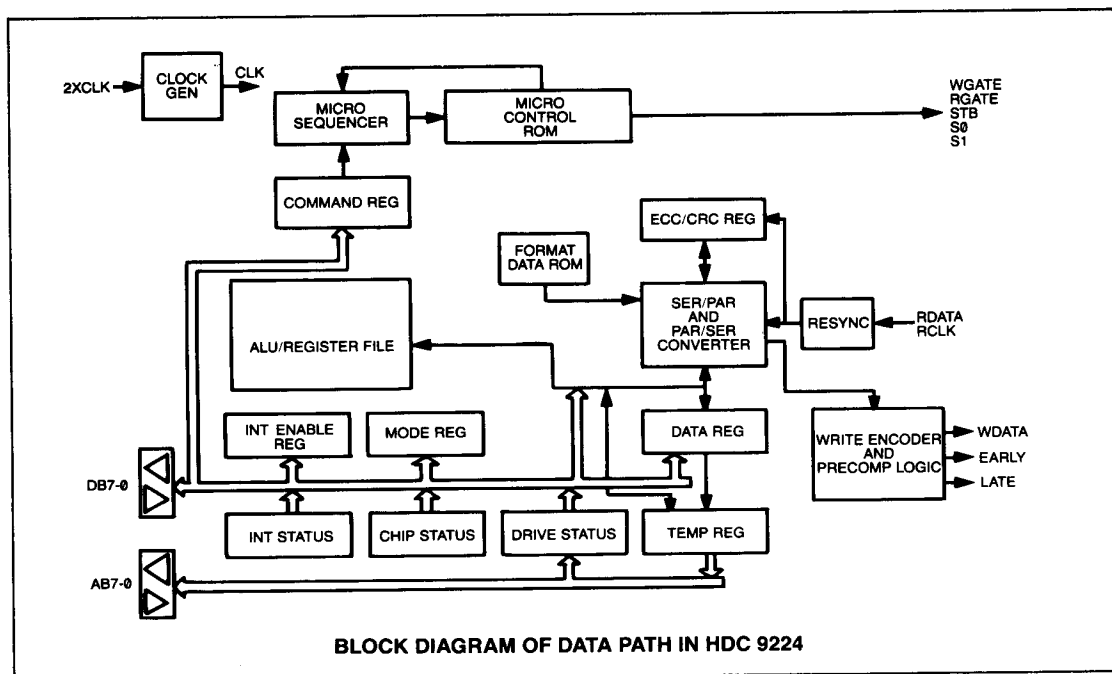 2XCLK
CLOCK
GEN
CLK
MICRO
SEQUENCER
MICRO
CONTROL
ROM
WGATE
RGATE
STB
S0
S1
COMMAND REG
ECC/CRC REG
FORMAT
DATA ROM
SER/PAR
AND
PAR/SER
CONVERTER
RESYNC
RDATA
RCLK
ALU/REGISTER FILE
INT ENABLE
REG
MODE REG
DATA REG
WRITE ENCODER
AND
PRECOMP LOGIC
WDATA
EARLY
LATE
DB7-0
INT STATUS
CHIP STATUS
DRIVE STATUS
TEMP REG
AB7-0
BLOCK DIAGRAM OF DATA PATH IN HDC 9224